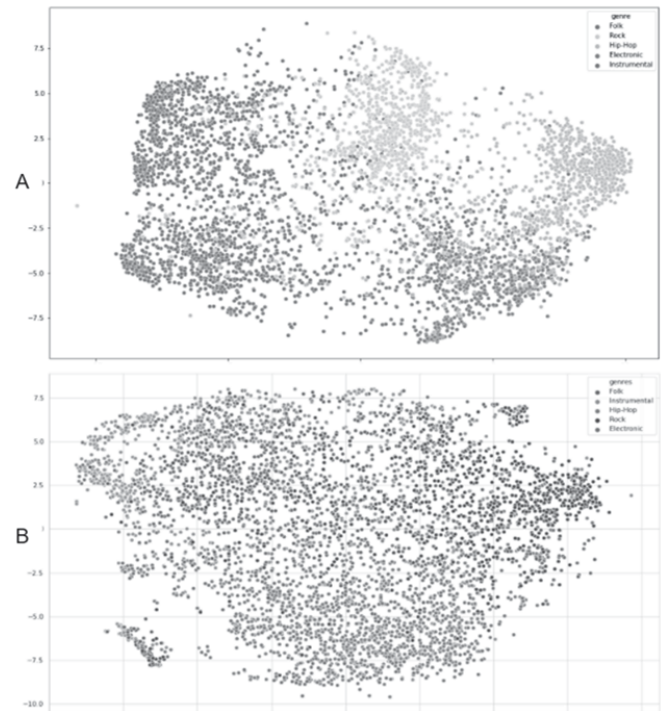 genre
Folk
Rock
Hip-Hop
Electronic
Instrumental
7.5
5.0
2.5
A
−2.5
−5.0
−7.5
genres
Folk
Instrumental
Hip-Hop
Rock
Electronic
7.5
5.0
2.5
B
−2.5
−5.0
−7.5
−10.0